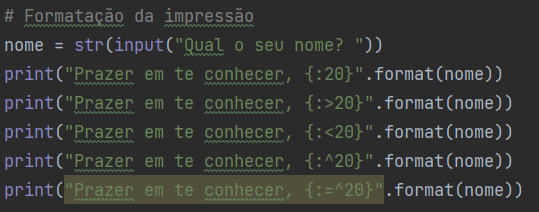 # Formatação da impressão
nome = str(input("Qual o seu nome? "))
print("Prazer em te conhecer, {:20}".format(nome))
print("Prazer em te conhecer, {:>20}".format(nome))
print("Prazer em te conhecer, {:<20}".format(nome))
print("Prazer em te conhecer, {:^20}".format(nome))
print("Prazer em te conhecer, {:=^20}".format(nome))